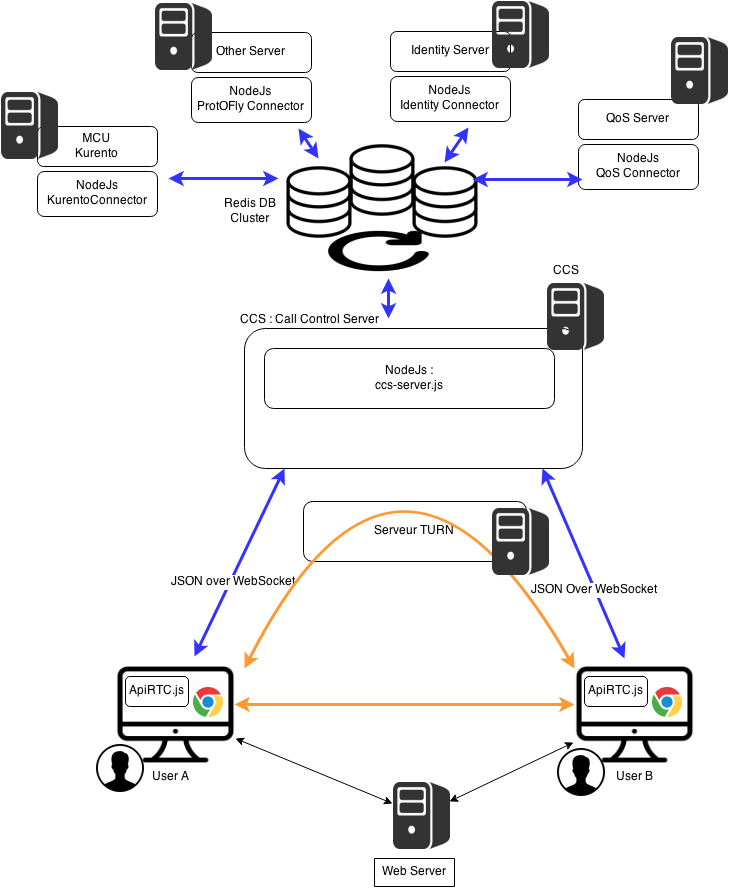 Other Server
NodeJs
ProtOFly Connector
Identity Server
NodeJs
Identity Connector
MCU
Kurento
NodeJs
KurentoConnector
QoS Server
NodeJs
QoS Connector
Redis DB
Cluster
CCS
CCS : Call Control Server
NodeJs :
ccs-server.js
Serveur TURN
JSON over WebSocket
JSON Over WebSocket
ApiRTC.js
ApiRTC.js
User A
User B
Web Server